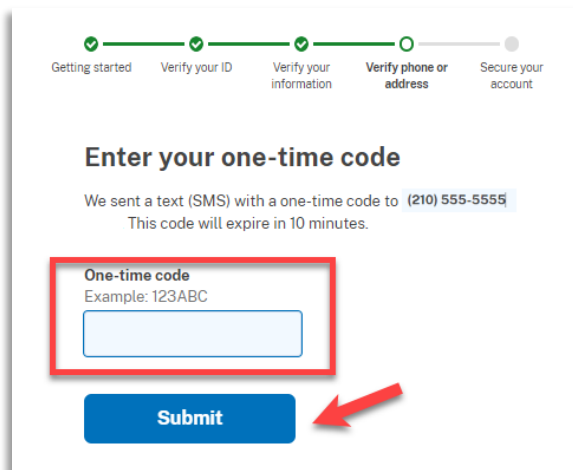 Getting started
Verify your ID
Verify your
information
Verify phone or
address
Secure your
account
Enter your one-time code
We sent a text (SMS) with a one-time code to (210) 555-5555
This code will expire in 10 minutes.
One-time code
Example: 123ABC
Submit